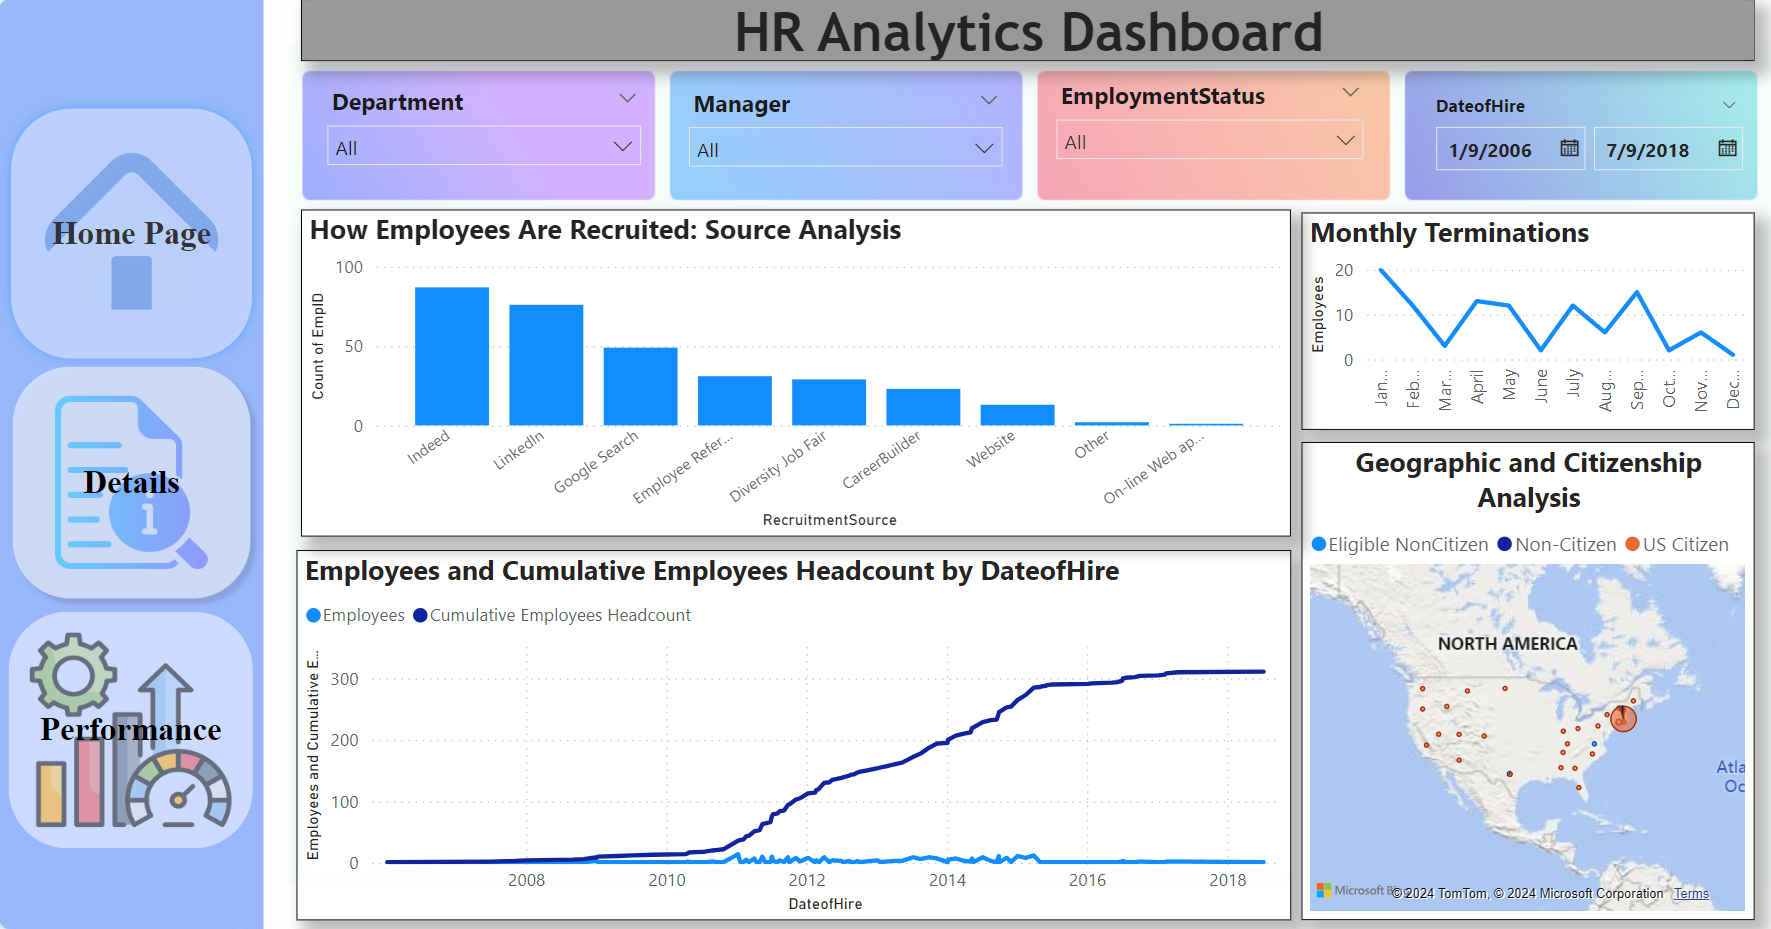 HR Analytics Dashboard
Home Page
Details
Performance
Department
All
Manager
All
EmploymentStatus
All
DateofHire
1/9/2006
7/9/2018
How Employees Are Recruited: Source Analysis
Count of EmpID
100
50
0
Indeed
LinkedIn
Google Search
Employee Refer...
Diversity Job Fair
CareerBuilder
Website
Other
On-line Web ap...
RecruitmentSource
Monthly Terminations
Employees
20
10
0
Jan...
Feb...
Mar...
April
May
June
July
Aug...
Sep...
Oct...
Nov...
Dec...
Employees and Cumulative Employees Headcount by DateofHire
Employees
Cumulative Employees Headcount
Employees and Cumulative E...
300
200
100
0
2008
2010
2012
2014
2016
2018
DateofHire
Geographic and Citizenship
Analysis
Eligible NonCitizen
Non-Citizen
US Citizen
NORTH AMERICA
Atla
Oc
Microsoft
© 2024 TomTom, © 2024 Microsoft Corporation
Terms